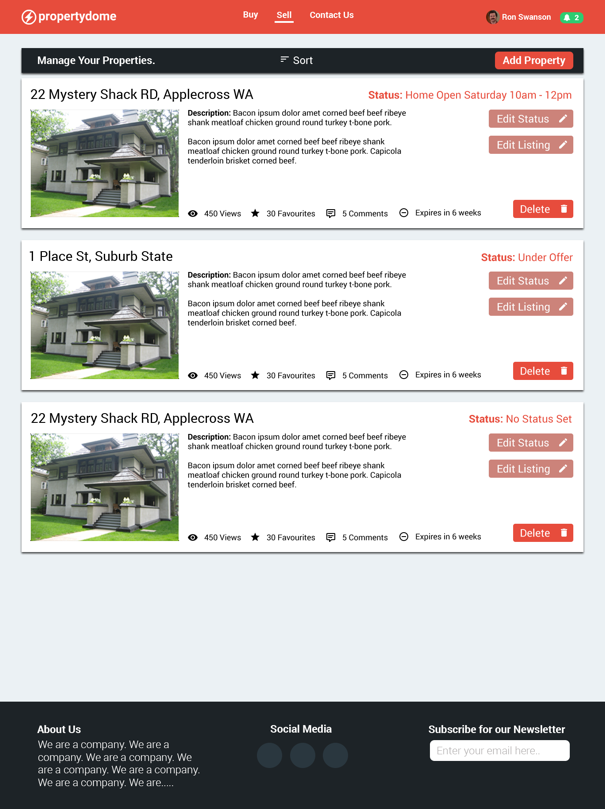 propertydome
Buy Sell Contact Us
Ron Swanson 2
Manage Your Properties. Sort Add Property
22 Mystery Shack RD, Applecross WA
Status: Home Open Saturday 10am - 12pm
Description: Bacon ipsum dolor amet corned beef beef ribeye
shank meatloaf chicken ground round turkey t-bone pork.
Bacon ipsum dolor amet corned beef beef ribeye shank
meatloaf chicken ground round turkey t-bone pork. Capicola
tenderloin brisket corned beef.
Edit Status
Edit Listing
450 Views 30 Favourites 5 Comments Expires in 6 weeks
Delete
1 Place St, Suburb State
Status: Under Offer
Description: Bacon ipsum dolor amet corned beef beef ribeye
shank meatloaf chicken ground round turkey t-bone pork.
Bacon ipsum dolor amet corned beef beef ribeye shank
meatloaf chicken ground round turkey t-bone pork. Capicola
tenderloin brisket corned beef.
Edit Status
Edit Listing
450 Views 30 Favourites 5 Comments Expires in 6 weeks
Delete
22 Mystery Shack RD, Applecross WA
Status: No Status Set
Description: Bacon ipsum dolor amet corned beef beef ribeye
shank meatloaf chicken ground round turkey t-bone pork.
Bacon ipsum dolor amet corned beef beef ribeye shank
meatloaf chicken ground round turkey t-bone pork. Capicola
tenderloin brisket corned beef.
Edit Status
Edit Listing
450 Views 30 Favourites 5 Comments Expires in 6 weeks
Delete
About Us
We are a company. We are a
company. We are a company. We
are a company. We are a company.
We are a company. We are.....
Social Media
Subscribe for our Newsletter
Enter your email here..